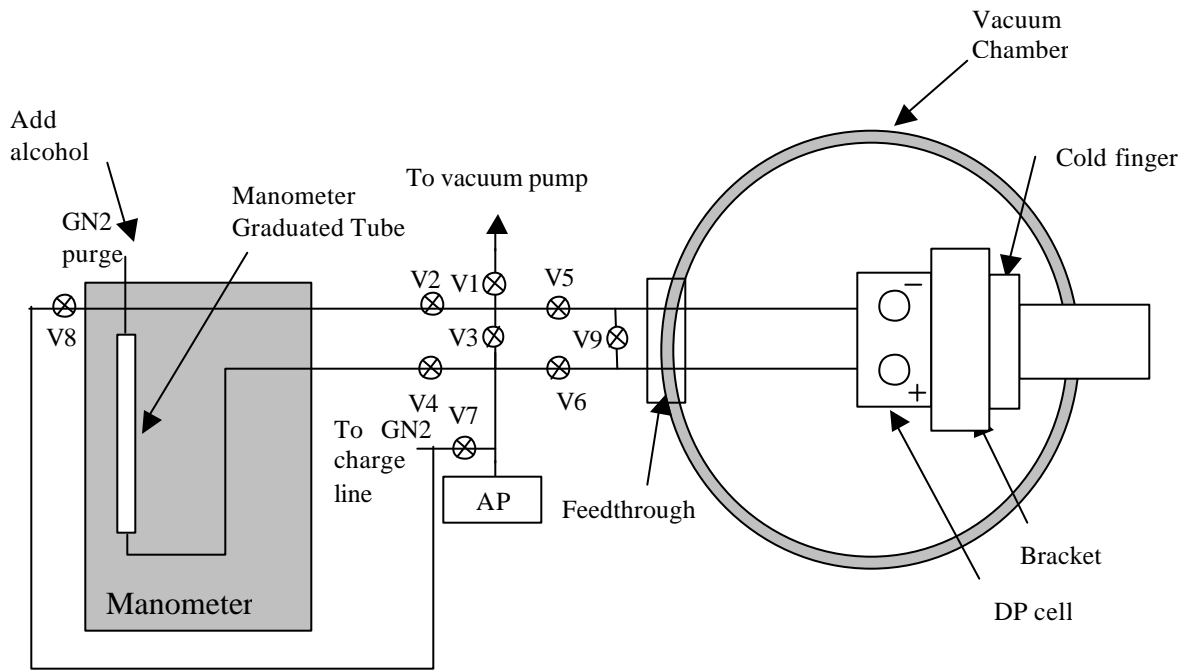 Vacuum
Chamber
Add
alcohol
Cold finger
To vacuum pump
Manometer
Graduated Tube
GN2
purge
V2
V1
V5
−
V8
V3
V9
+
V4
V6
V7
To GN2
charge
line
AP
Feedthrough
Bracket
Manometer
DP cell